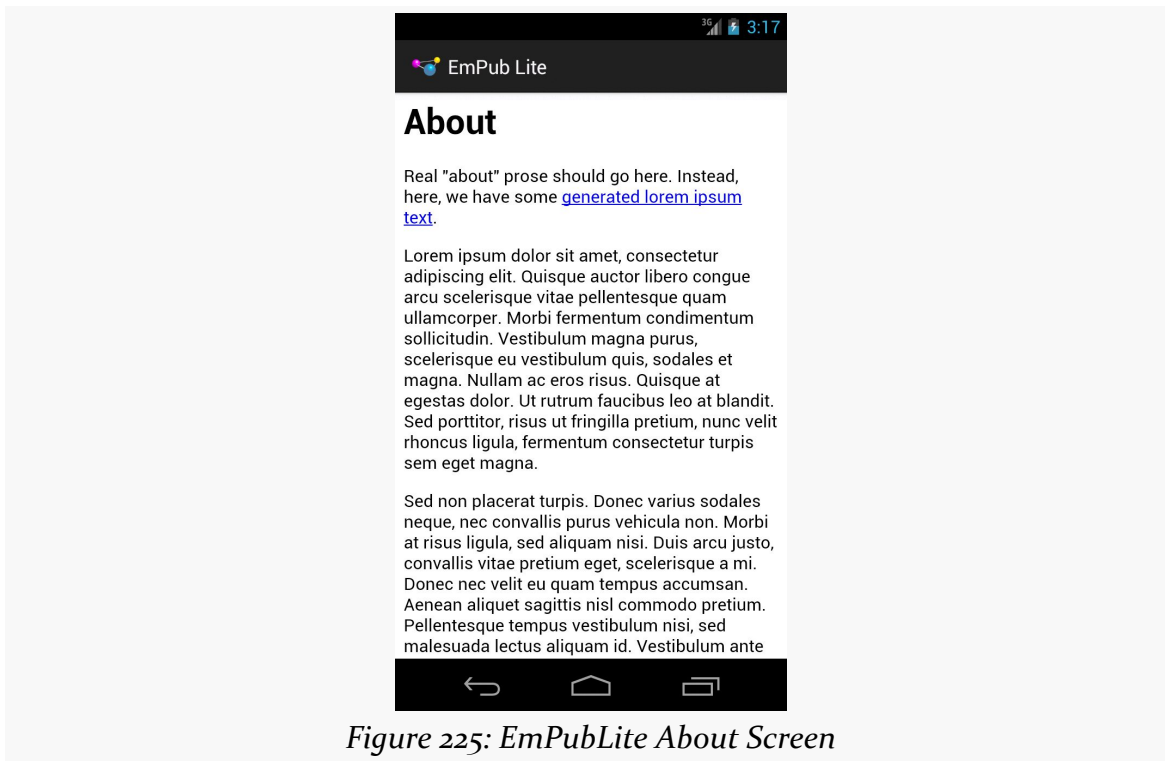 3G 3:17
EmPub Lite
About
Real "about" prose should go here. Instead,
here, we have some generated lorem ipsum
text.
Lorem ipsum dolor sit amet, consectetur
adipiscing elit. Quisque auctor libero congue
arcu scelerisque vitae pellentesque quam
ullamcorper. Morbi fermentum condimentum
sollicitudin. Vestibulum magna purus,
scelerisque eu vestibulum quis, sodales et
magna. Nullam ac eros risus. Quisque at
egestas dolor. Ut rutrum faucibus leo at blandit.
Sed porttitor, risus ut fringilla pretium, nunc velit
rhoncus ligula, fermentum consectetur turpis
sem eget magna.
Sed non placerat turpis. Donec varius sodales
neque, nec convallis purus vehicula non. Morbi
at risus ligula, sed aliquam nisi. Duis arcu justo,
convallis vitae pretium eget, scelerisque a mi.
Donec nec velit eu quam tempus accumsan.
Aenean aliquet sagittis nisl commodo pretium.
Pellentesque tempus vestibulum nisi, sed
malesuada lectus aliquam id. Vestibulum ante
Figure 225: EmPubLite About Screen